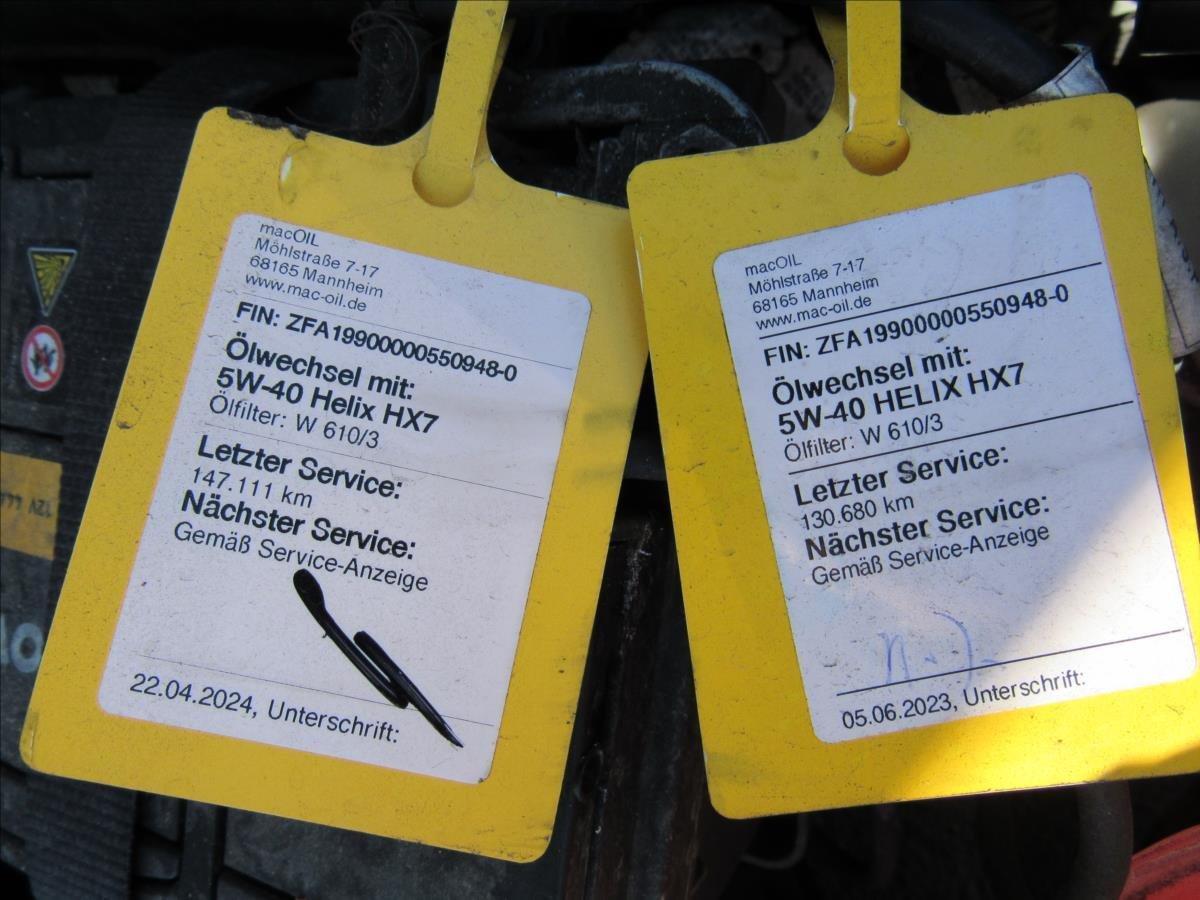 macOIL
Möhlstraße 7-17
68165 Mannheim
www.mac-oil.de
FIN: ZFA19900000550948-0
Ölwechsel mit:
5W-40 Helix HX7
Ölfilter: W 610/3
Letzter Service:
147.111 km
Nächster Service:
Gemäß Service-Anzeige
22.04.2024, Unterschrift:
macOIL
Möhlstraße 7-17
68165 Mannheim
www.mac-oil.de
FIN: ZFA19900000550948-0
Ölwechsel mit:
5W-40 HELIX HX7
Ölfilter: W 610/3
Letzter Service:
130.680 km
Nächster Service:
Gemäß Service-Anzeige
05.06.2023, Unterschrift:
12V